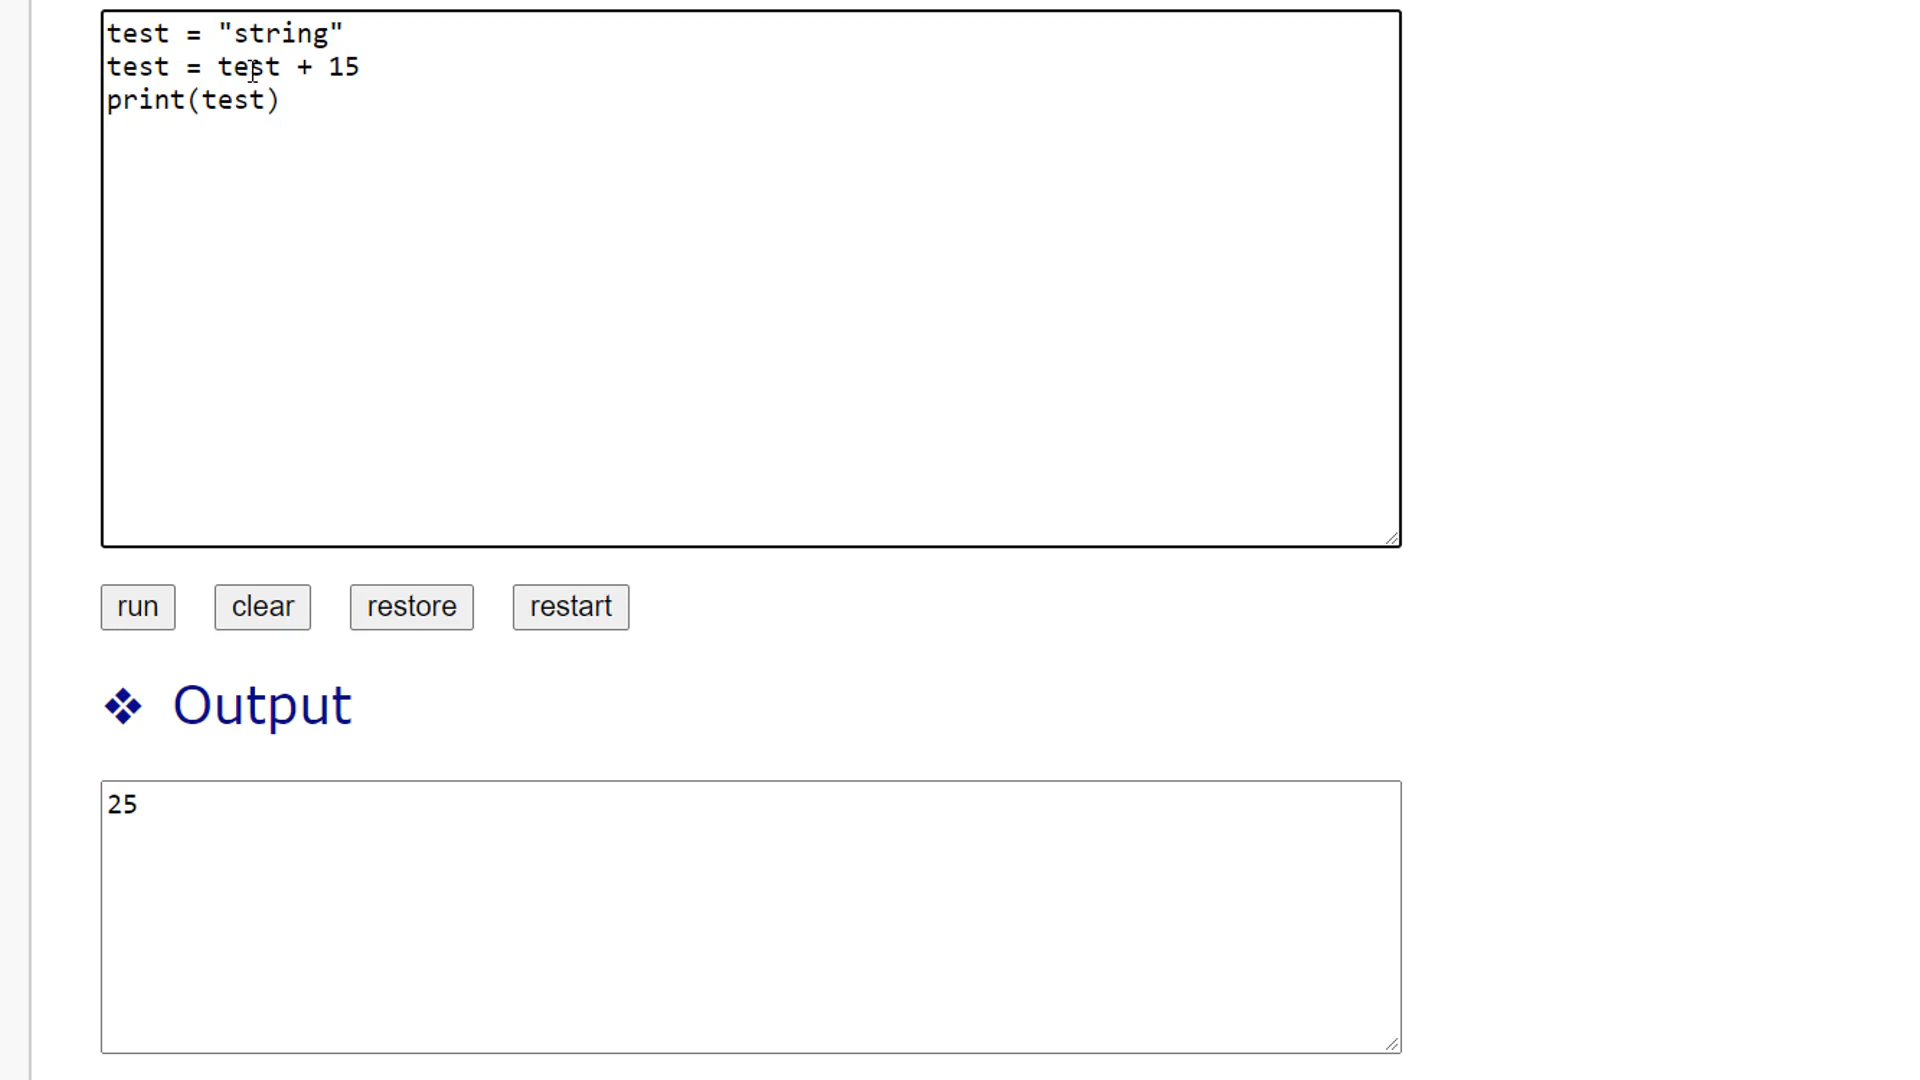 test = "string"
test = test + 15
print(test)
run clear restore restart
❖ Output
25